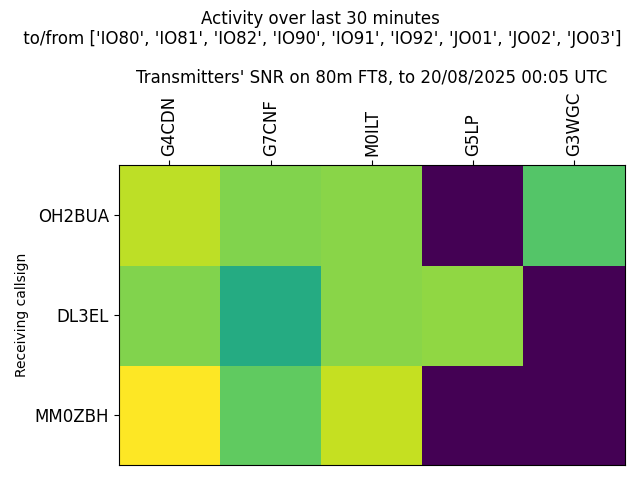 Activity over last 30 minutes
to/from ['IO80', 'IO81', 'IO82', 'IO90', 'IO91', 'IO92', 'JO01', 'JO02', 'JO03']
Transmitters' SNR on 80m FT8, to 20/08/2025 00:05 UTC
G4CDN
G7CNF
M0ILT
G5LP
G3WGC
Receiving callsign
OH2BUA
DL3EL
MM0ZBH